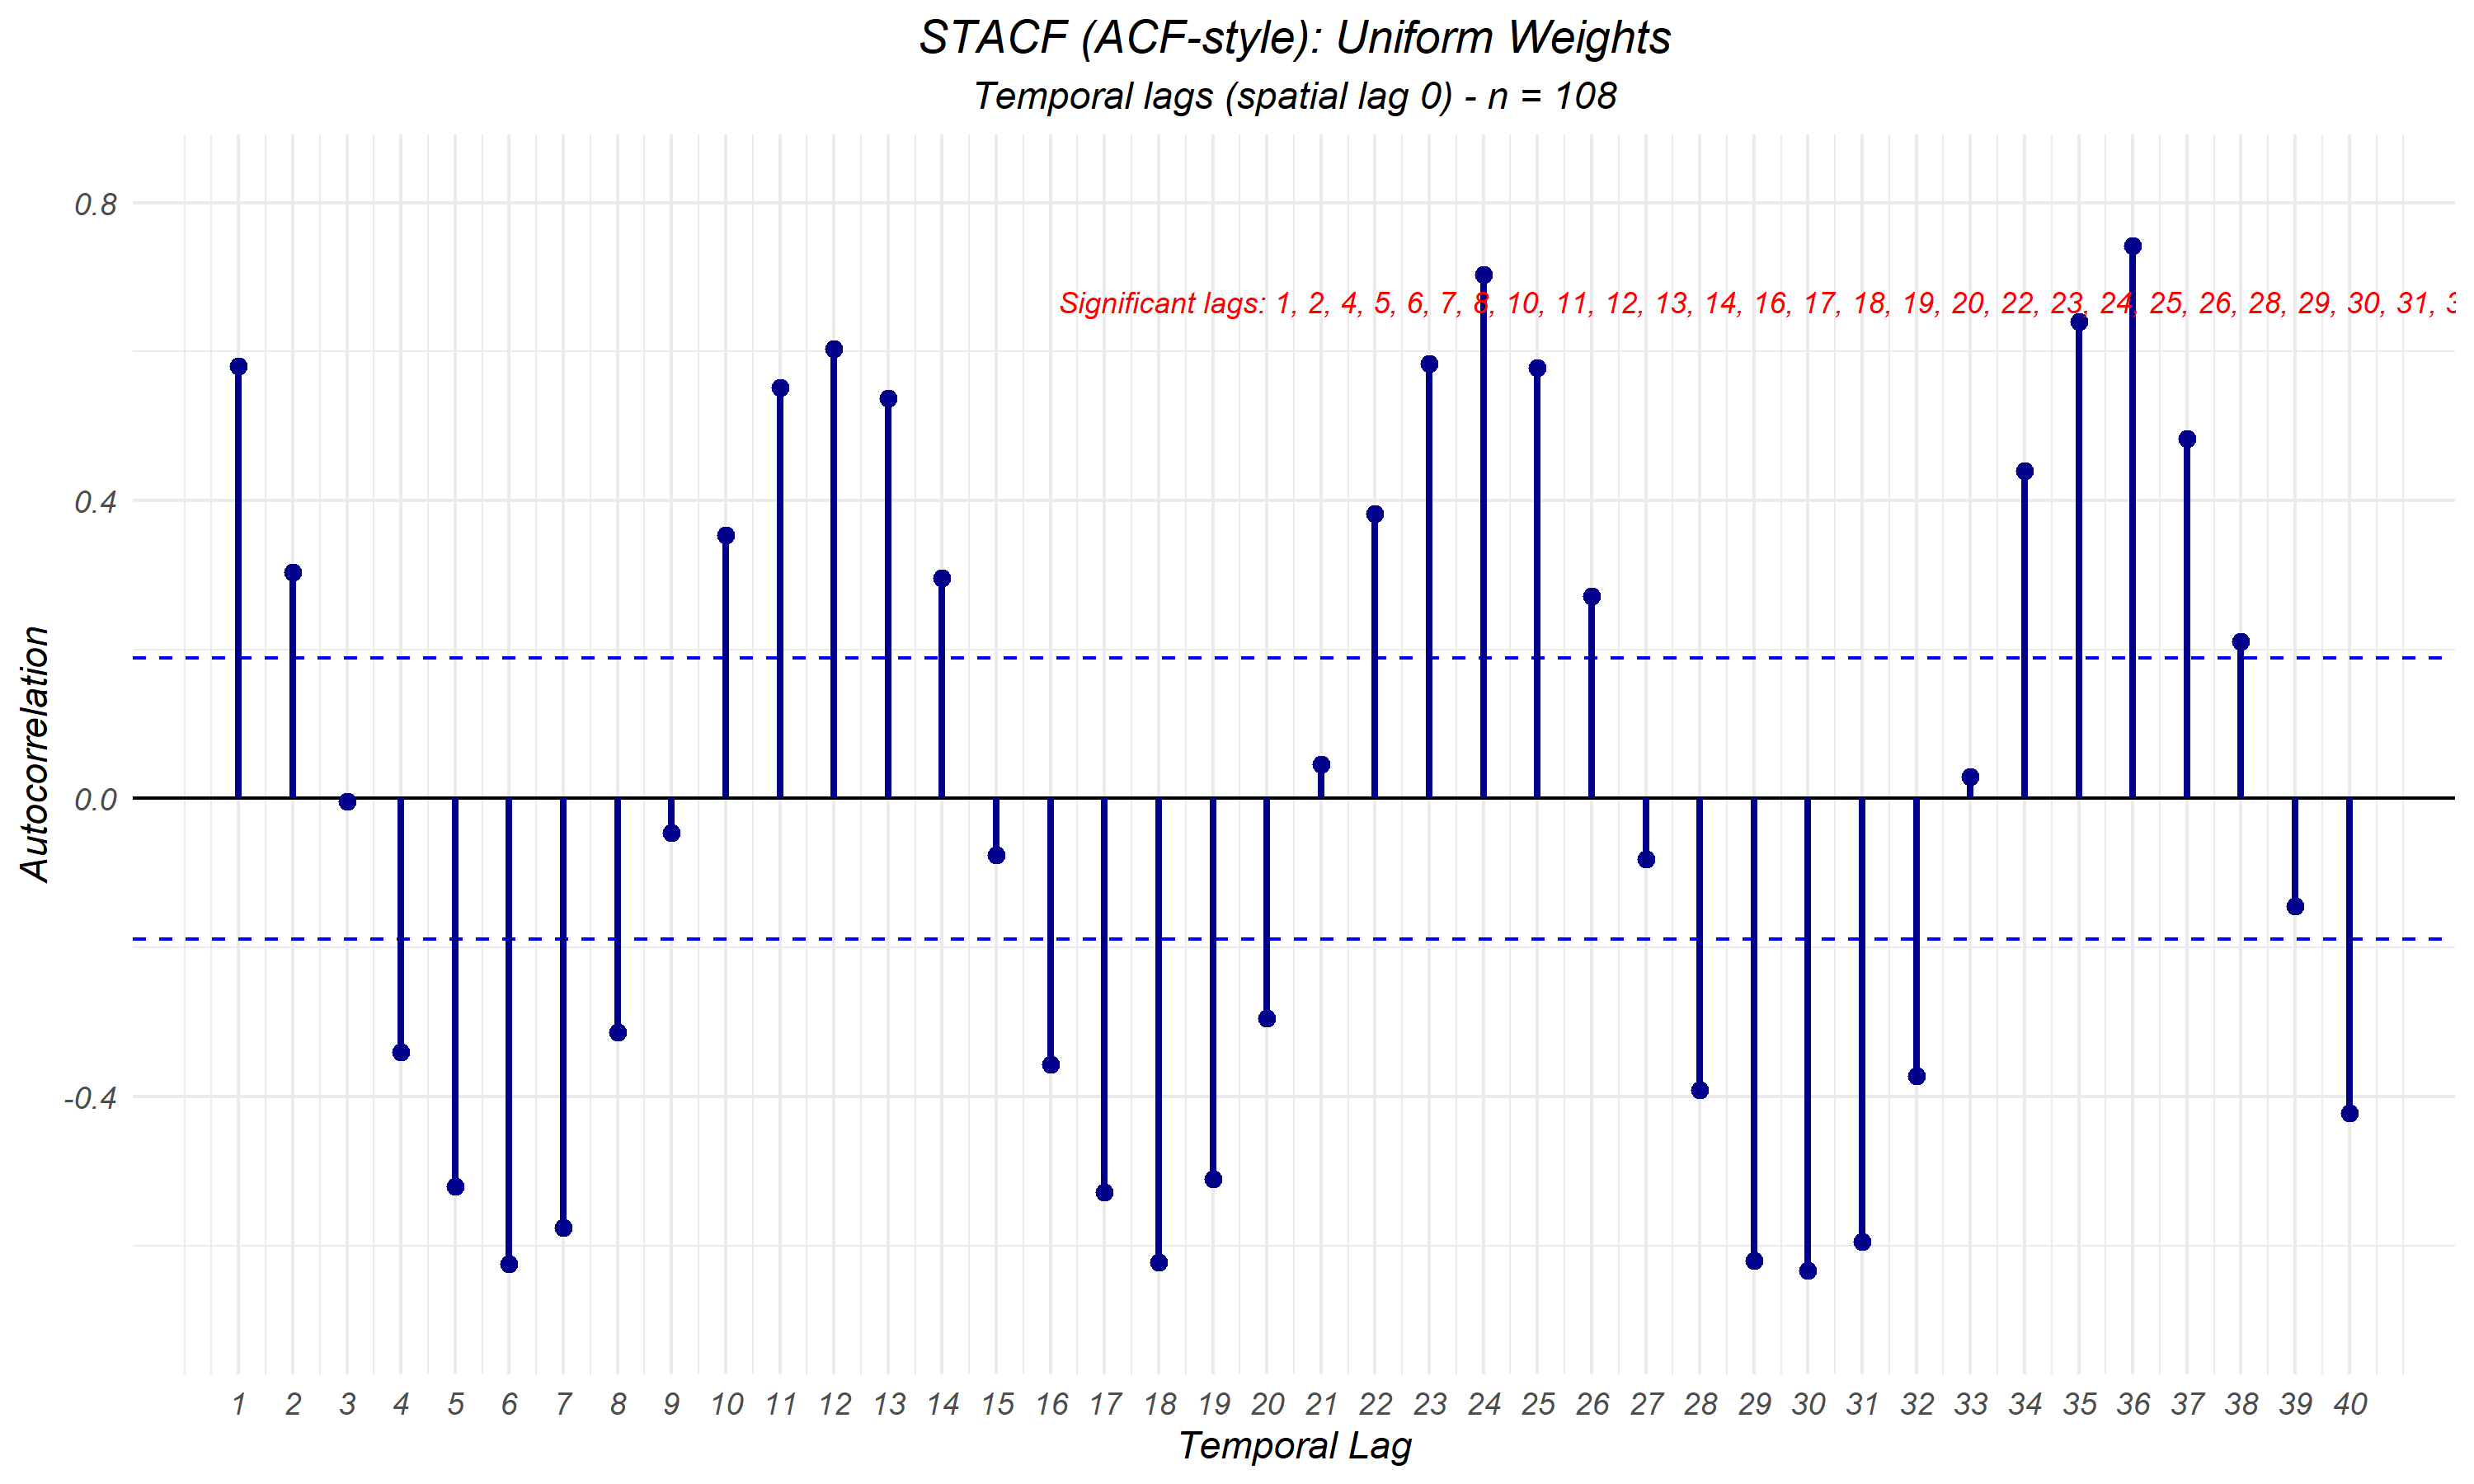 STACF (ACF-style): Uniform Weights
Temporal lags (spatial lag 0) - n = 108
Significant lags: 1, 2, 4, 5, 6, 7, 8, 10, 11, 12, 13, 14, 16, 17, 18, 19, 20, 22, 23, 24, 25, 26, 28, 29, 30, 31,
0.8
0.4
0.0
-0.4
Autocorrelation
1 2 3 4 5 6 7 8 9 10 11 12 13 14 15 16 17 18 19 20 21 22 23 24 25 26 27 28 29 30 31 32 33 34 35 36 37 38 39 40
Temporal Lag